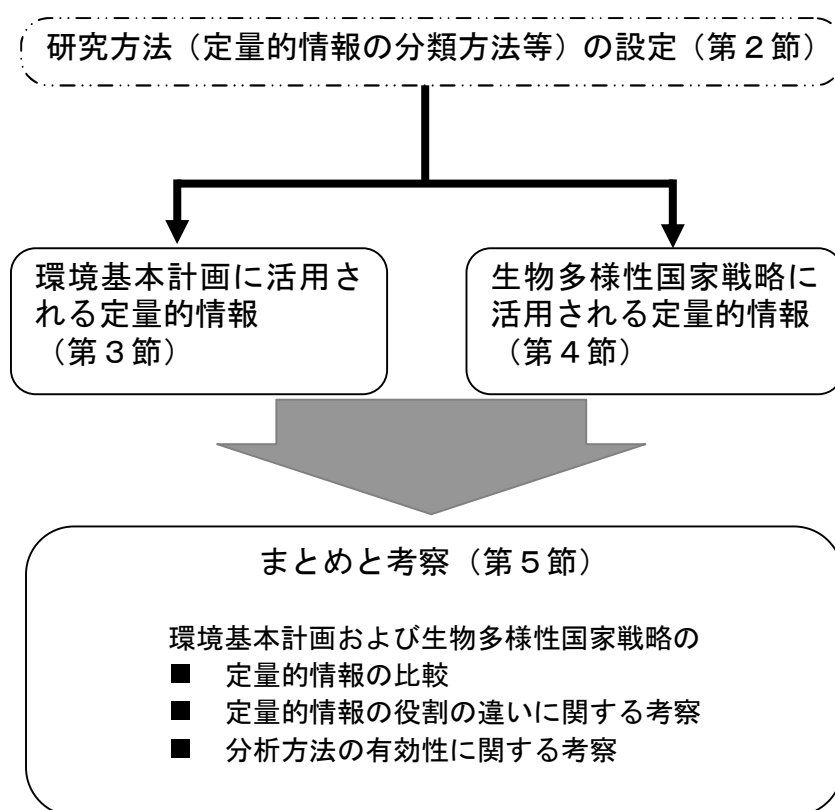 研究方法（定量的情報の分類方法等）の設定（第２節）
環境基本計画に活用さ
れる定量的情報
（第３節）
生物多様性国家戦略に
活用される定量的情報
（第４節）
まとめと考察（第５節）
環境基本計画および生物多様性国家戦略の
■ 定量的情報の比較
■ 定量的情報の役割の違いに関する考察
■ 分析方法の有効性に関する考察